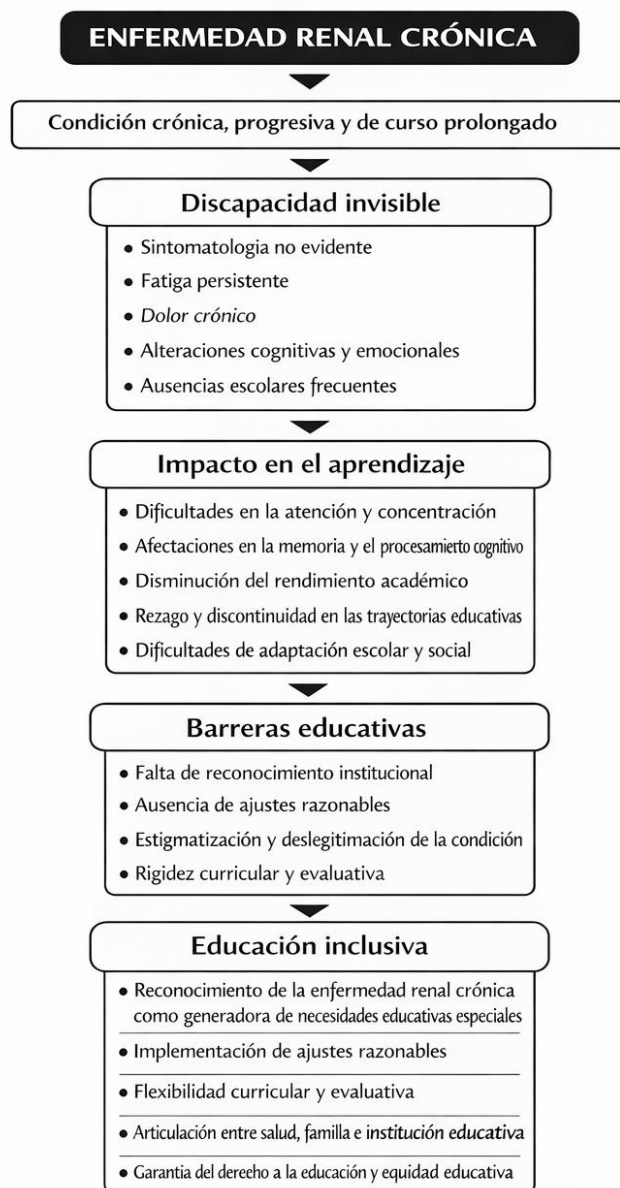 ENFERMEDAD RENAL CRÓNICA
Condición crónica, progresiva y de curso prolongado
Discapacidad invisible
• Sintomatologia no evidente
• Fatiga persistente
• Dolor crónico
• Alteraciones cognitivas y emocionales
• Ausencias escolares frecuentes
Impacto en el aprendizaje
• Dificultades en la atención y concentración
• Afectaciones en la memoria y el procesamierto cognitivo
• Disminución del rendimiento académico
• Rezago y discontinuidad en las trayectorias educativas
• Dificultades de adaptación escolar y social
Barreras educativas
• Falta de reconocimiento institucional
• Ausencia de ajustes razonables
• Estigmatización y deslegitimación de la condición
• Rigidez curricular y evaluativa
Educación inclusiva
• Reconocimiento de la enfermedad renal crónica
como generadora de necesidades educativas especiales
• Implementación de ajustes razonables
• Flexibilidad curricular y evaluativa
• Articulación entre salud, familla e institución educativa
• Garantia del dereeho a la educación y equidad educativa